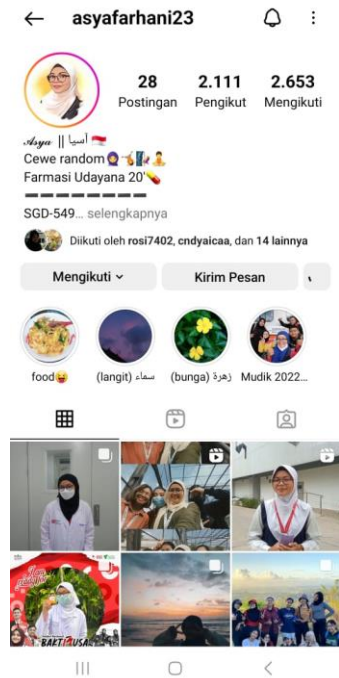 asyafarhani23
28 2.111 2.653
Postingan Pengikut Mengikuti
𝓐𝓼𝔂𝓪 || أسيا 🇮🇩
Cewe random
Farmasi Udayana 20'💊
SGD-549... selengkapnya
Diikuti oleh rosi7402, cndyaicaa, dan 14 lainnya
Mengikuti Kirim Pesan
food😝 (langit) سماء (bunga) زهرة Mudik 2022...